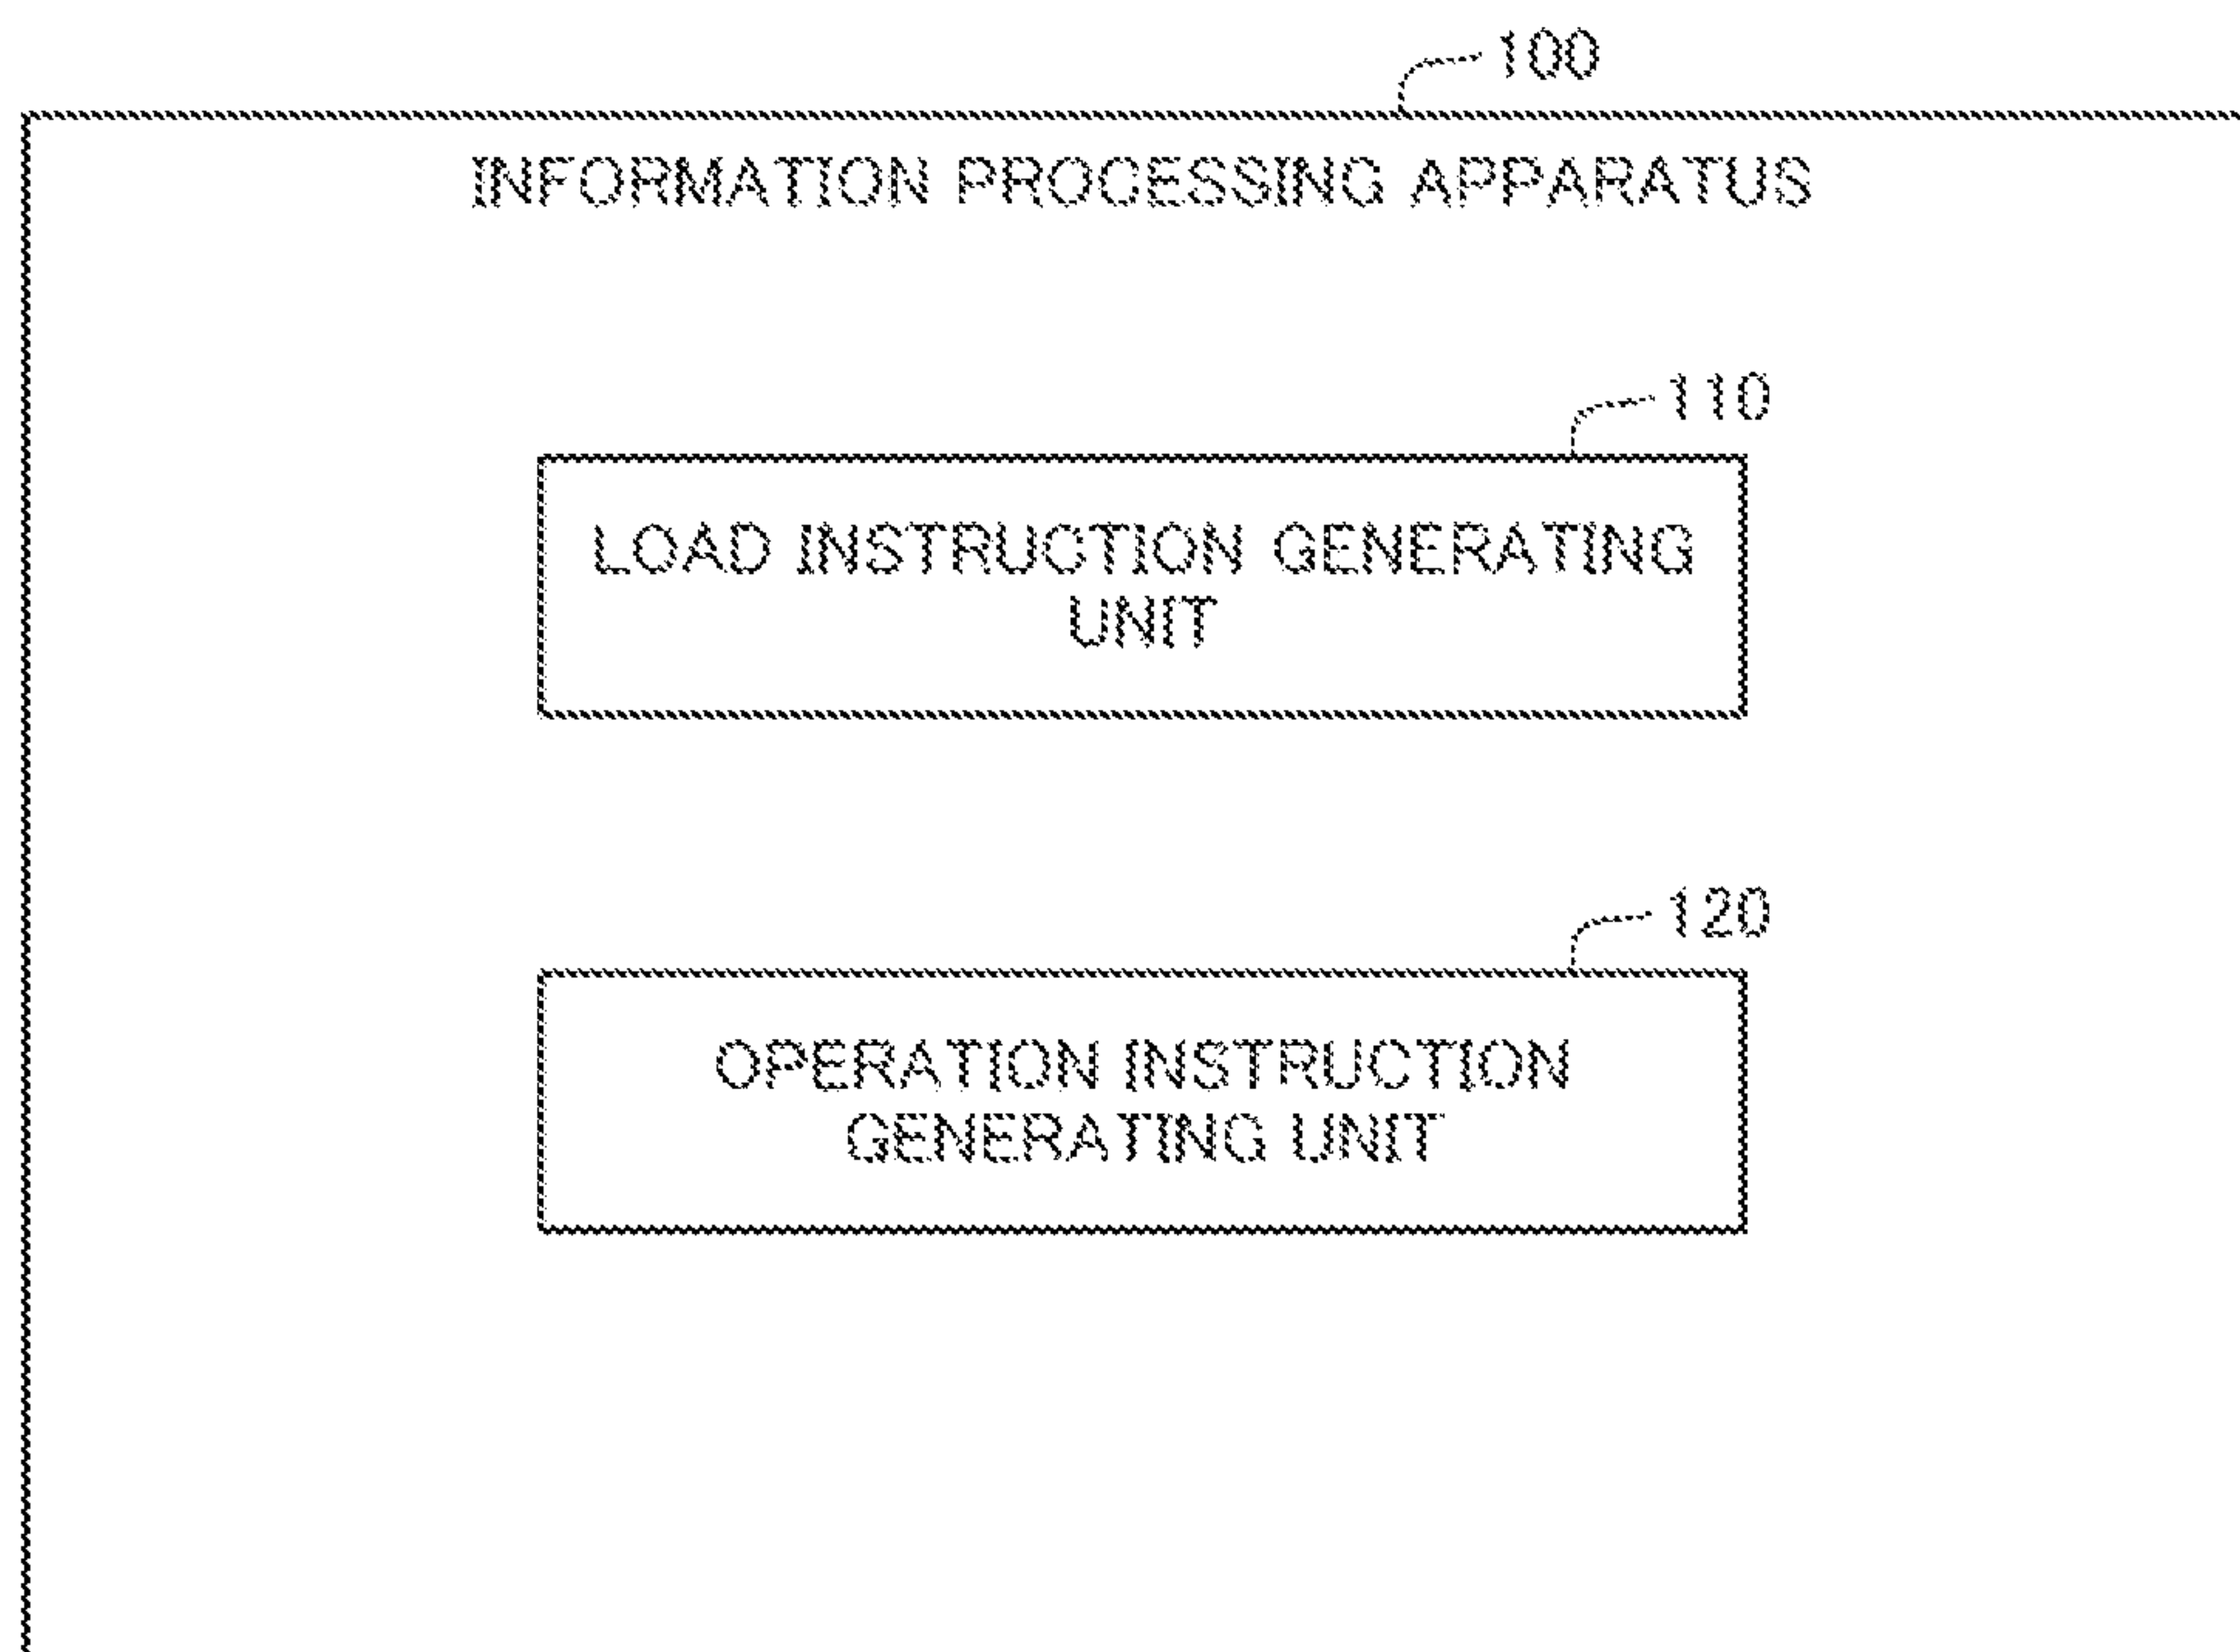 100
INFORMATION PROCESSING APPARATUS
110
LOAD INSTRUCTION GENERATING
UNIT
120
OPERATION INSTRUCTION
GENERATING UNIT